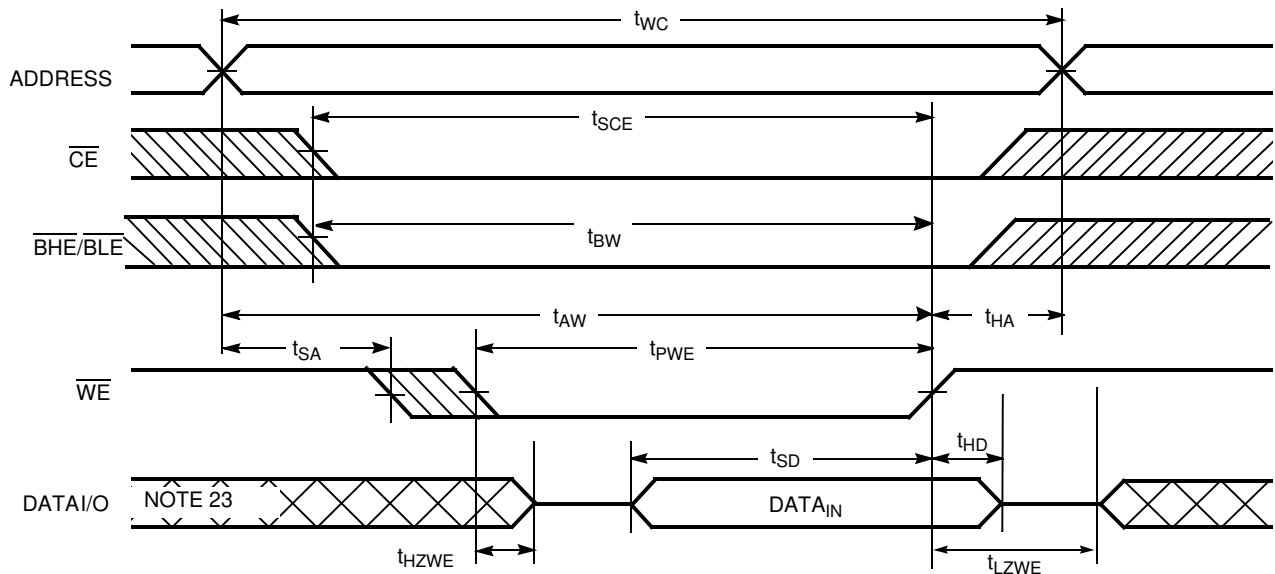 tWC
ADDRESS
tSCE
CE
tBW
BHE/BLE
tAW
tHA
tSA
tPWE
WE
tSD
tHD
DATAI/O
NOTE 23
DATAIN
tHZWE
tLZWE